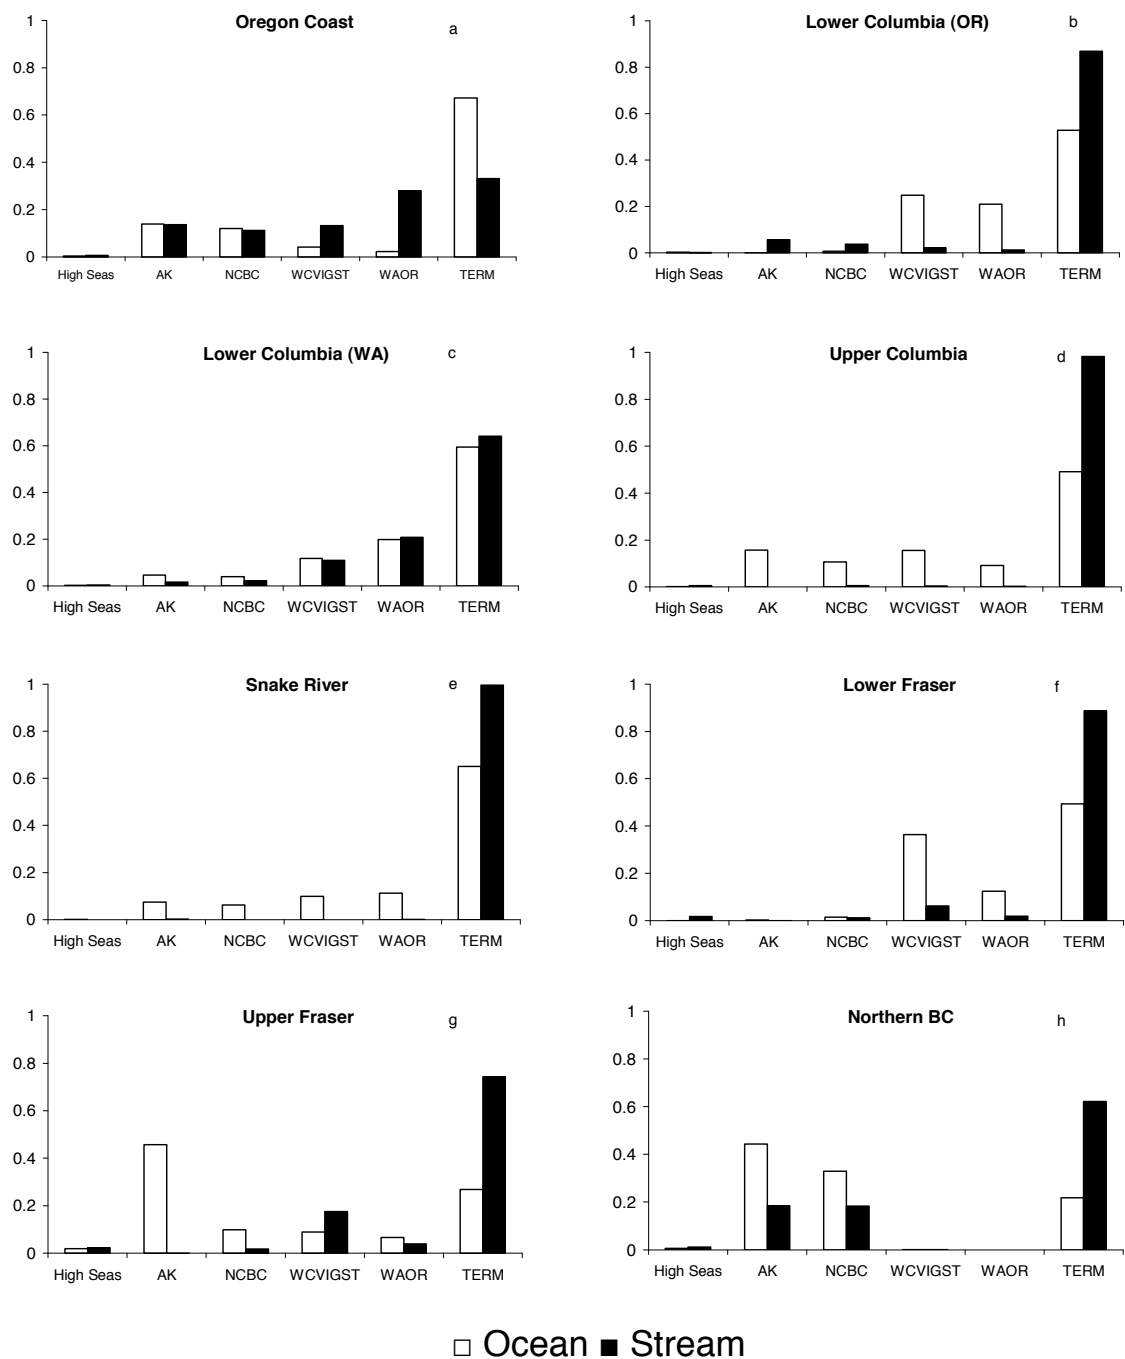 Oregon Coast a
1
0.8
0.6
0.4
0.2
0
High Seas AK NCBC WCVIGST WAOR TERM
Lower Columbia (OR) b
1
0.8
0.6
0.4
0.2
0
High Seas AK NCBC WCVIGST WAOR TERM
Lower Columbia (WA) c
1
0.8
0.6
0.4
0.2
0
High Seas AK NCBC WCVIGST WAOR TERM
Upper Columbia d
1
0.8
0.6
0.4
0.2
0
High Seas AK NCBC WCVIGST WAOR TERM
Snake River e
1
0.8
0.6
0.4
0.2
0
High Seas AK NCBC WCVIGST WAOR TERM
Lower Fraser f
1
0.8
0.6
0.4
0.2
0
High Seas AK NCBC WCVIGST WAOR TERM
Upper Fraser g
1
0.8
0.6
0.4
0.2
0
High Seas AK NCBC WCVIGST WAOR TERM
Northern BC h
1
0.8
0.6
0.4
0.2
0
High Seas AK NCBC WCVIGST WAOR TERM
Ocean Stream